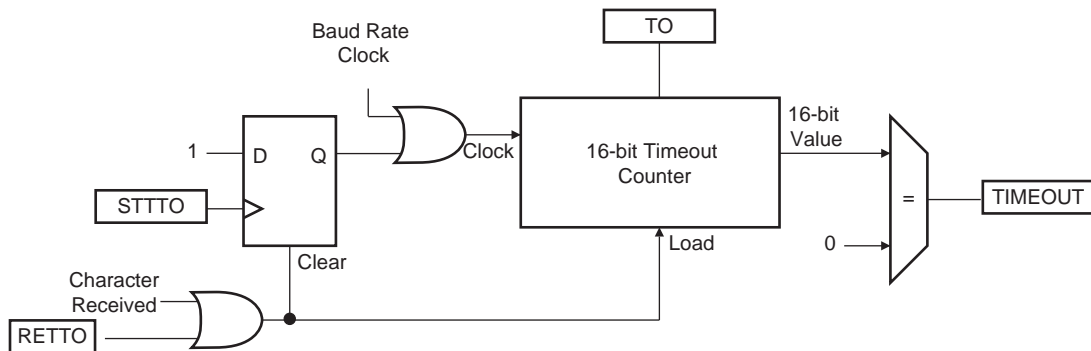 TO
Baud Rate
Clock
16-bit
Value
1
D
Q
Clock
16-bit Timeout
Counter
STTTO
=
TIMEOUT
Clear
Load
0
Character
Received
RETTO